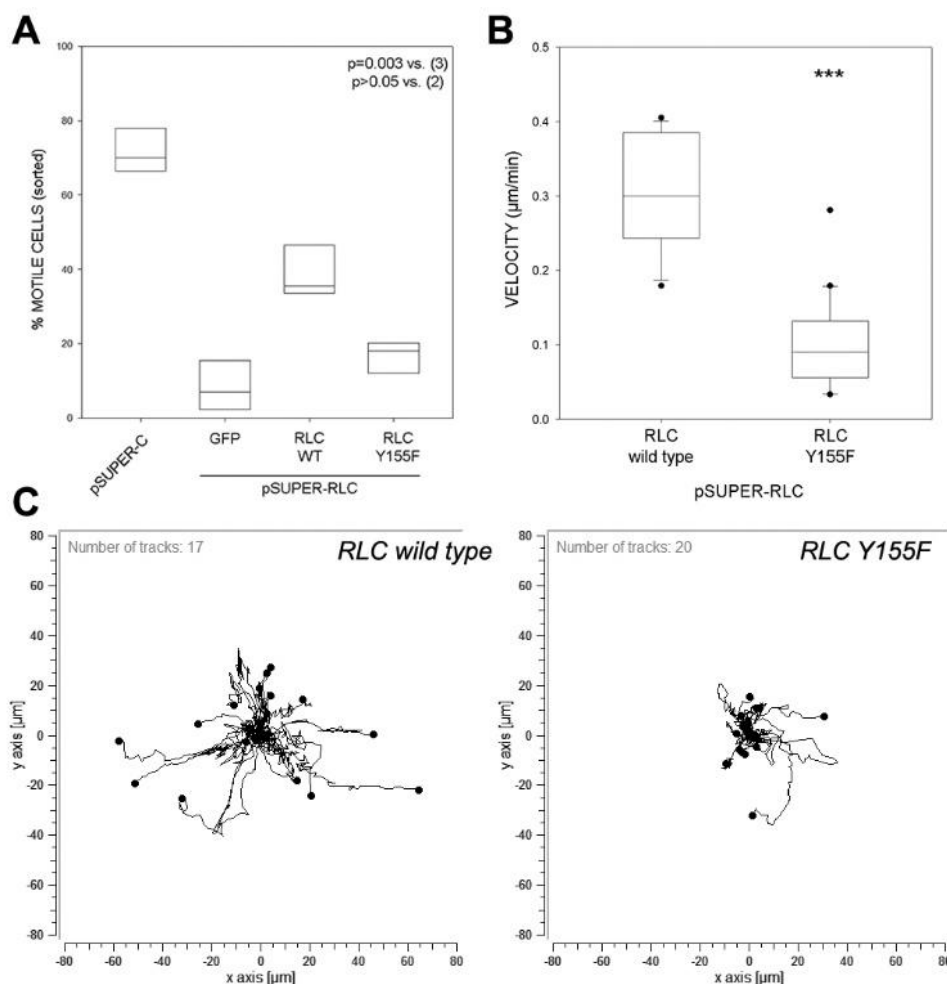 A
% MOTILE CELLS (sorted)
100
80
60
40
20
0
p=0.003 vs. (3)
p>0.05 vs. (2)
pSUPER-C
GFP
RLC
WT
RLC
Y155F
pSUPER-RLC
B
VELOCITY (µm/min)
0.5
0.4
0.3
0.2
0.1
0.0
***
RLC
wild type
RLC
Y155F
pSUPER-RLC
C
Number of tracks: 17
RLC wild type
y axis [µm]
80
60
40
20
0
-20
-40
-60
-80
-80 -60 -40 -20 0 20 40 60 80
x axis [µm]
Number of tracks: 20
RLC Y155F
y axis [µm]
80
60
40
20
0
-20
-40
-60
-80
-80 -60 -40 -20 0 20 40 60 80
x axis [µm]